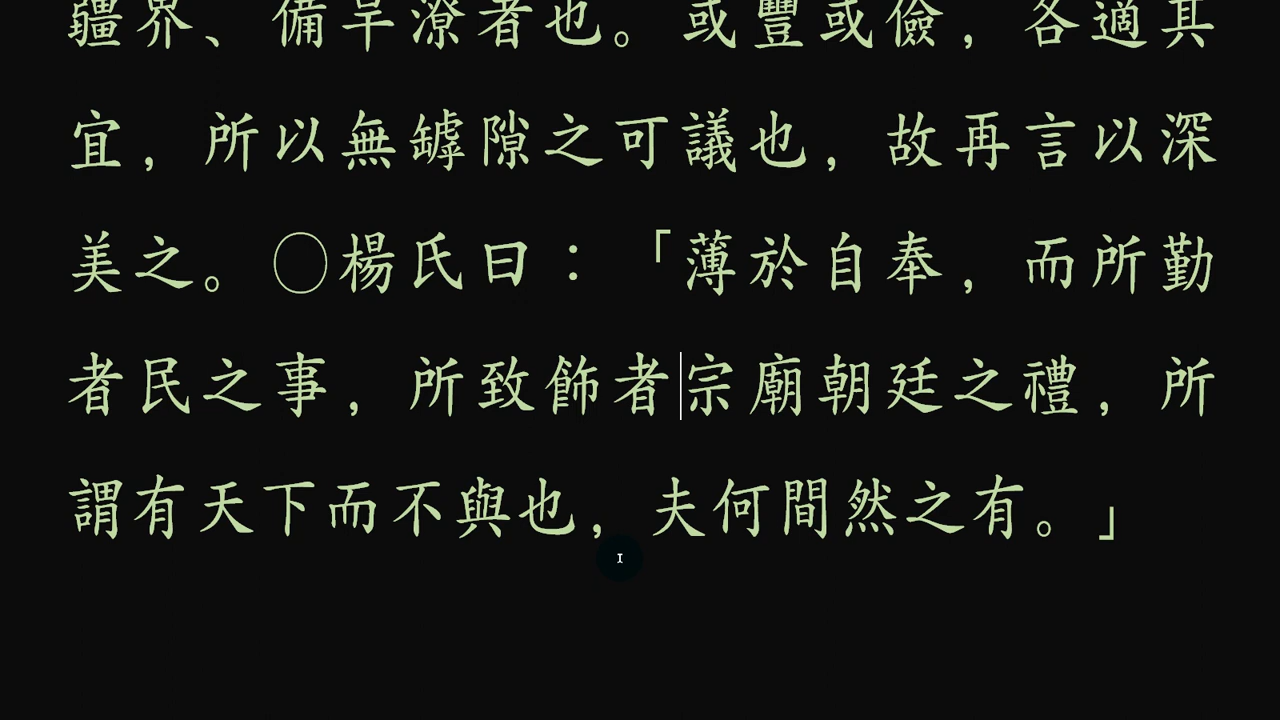 疆界、備旱潦者也。或豐或儉，各適其
宜，所以無罅隙之可議也，故再言以深
美之。◯楊氏曰：「薄於自奉，而所勤
者民之事，所致飾者宗廟朝廷之禮，所
謂有天下而不與也，夫何間然之有。」